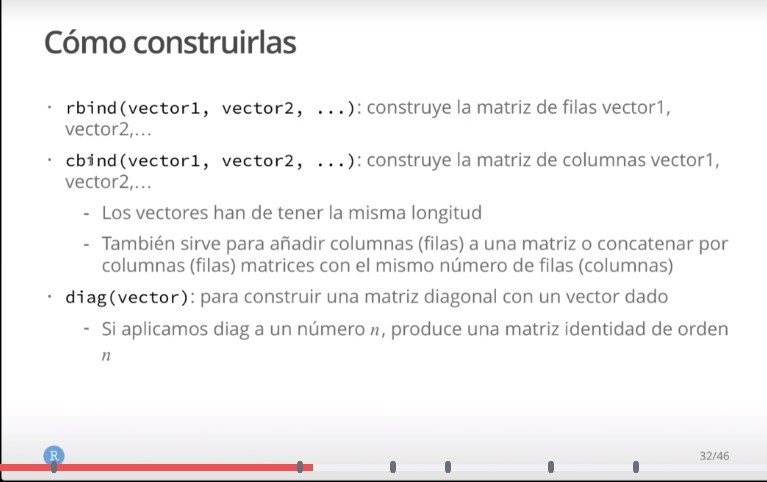 Cómo construirlas
· rbind(vector1, vector2, ...): construye la matriz de filas vector1,
vector2,...
· cbind(vector1, vector2, ...): construye la matriz de columnas vector1,
vector2,...
- Los vectores han de tener la misma longitud
- También sirve para añadir columnas (filas) a una matriz o concatenar por
columnas (filas) matrices con el mismo número de filas (columnas)
· diag(vector): para construir una matriz diagonal con un vector dado
- Si aplicamos diag a un número n, produce una matriz identidad de orden
n
R
32/46